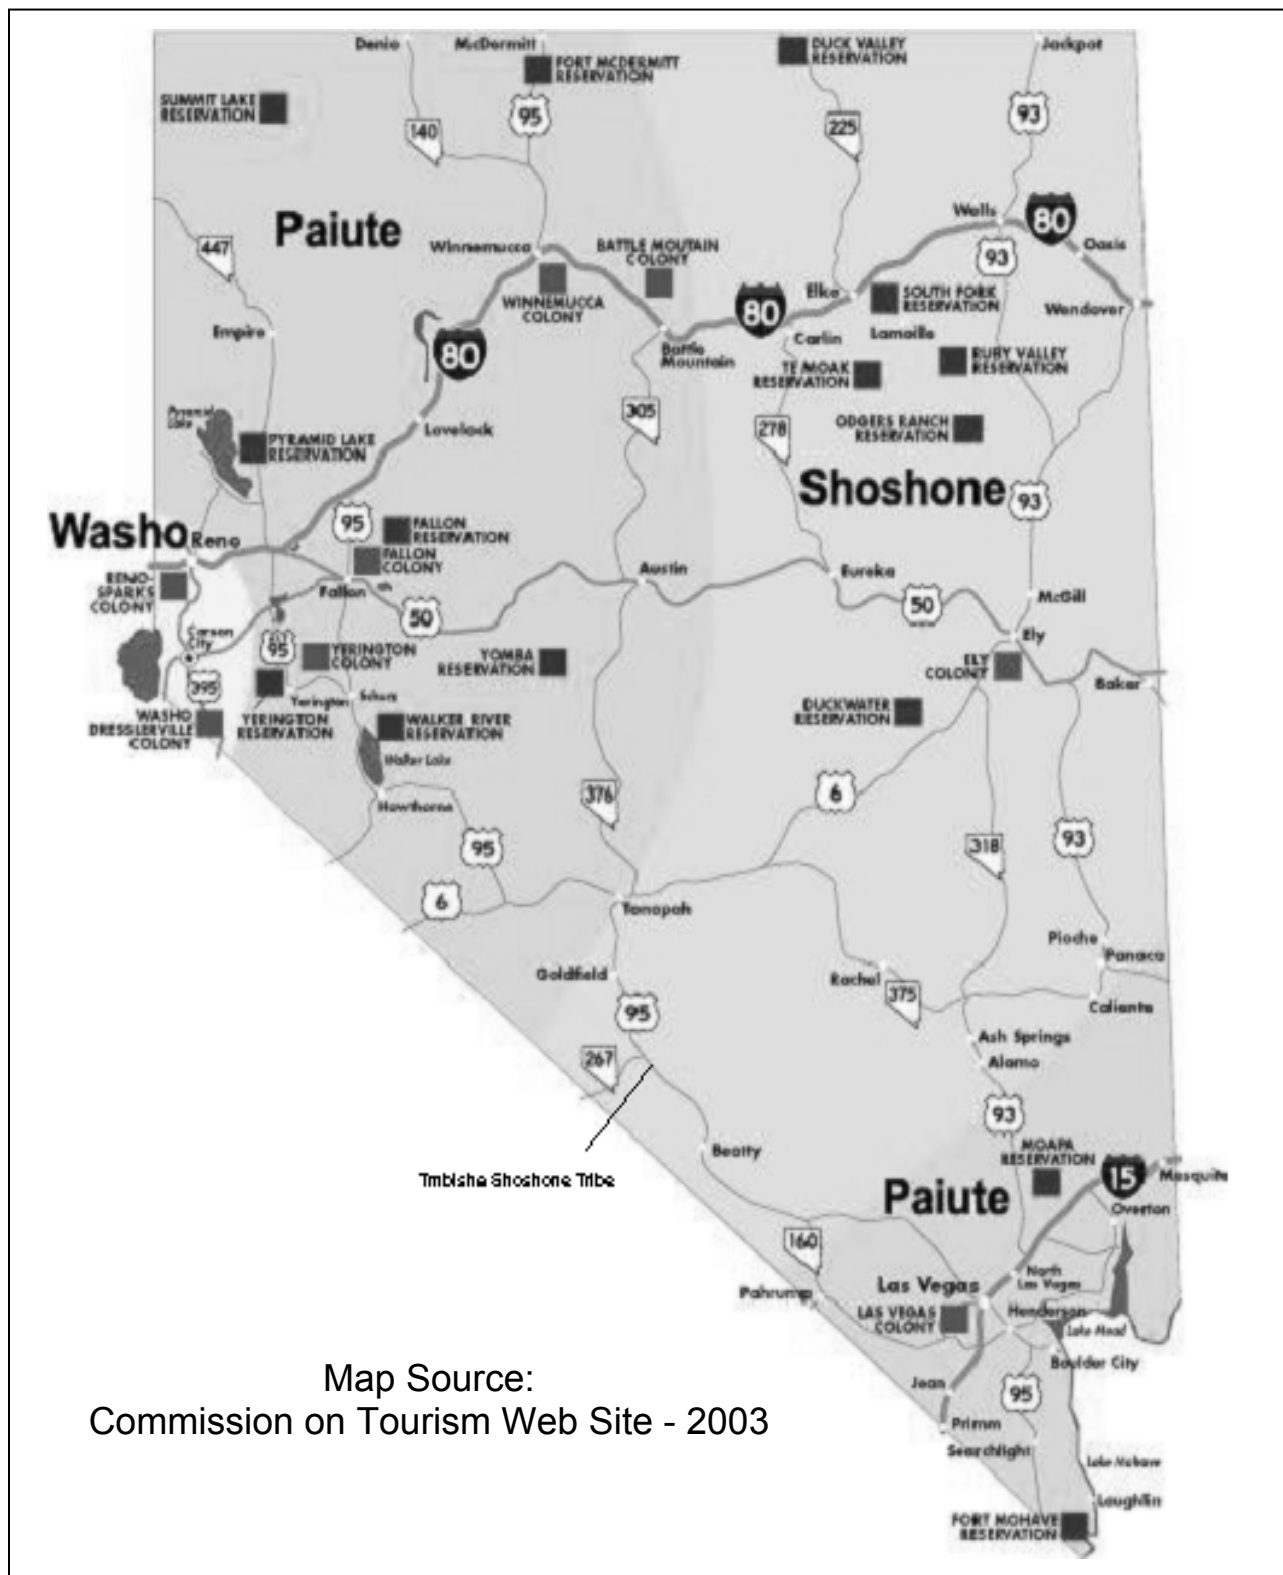 Denio
McDermitt
DUCK VALLEY
RESERVATION
Jackpot
FORT MCDERMITT
RESERVATION
SUMMIT LAKE
RESERVATION
95
93
140
225
Paiute
Wells
80
447
Winnemucca
BATTLE MOUTAIN
COLONY
93
Oasis
WINNEMUCCA
COLONY
80
Elko
SOUTH FORK
RESERVATION
Wendover
Empire
80
Battle
Mountain
Carlin
Lamoille
TE/MOAK
RESERVATION
RUBY VALLEY
RESERVATION
Pyramid
Lake
305
278
Lovelock
ODGERS RANCH
RESERVATION
PYRAMID LAKE
RESERVATION
Shoshone
93
Washo
Reno
95
FALLON
RESERVATION
FALLON
COLONY
RENO-
SPARKS
COLONY
Fallon
Austin
Eureka
50
50
McGill
Carson
City
95
YERINGTON
COLONY
YOMBA
RESERVATION
Ely
ELY
COLONY
395
Yerington
Schurz
Baker
WASHO
DRESSLERVILLE
COLONY
YERINGTON
RESERVATION
WALKER RIVER
RESERVATION
DUCKWATER
RESERVATION
Walker Lake
Hawthorne
376
6
95
318
93
6
Tonopah
Pioche
Panaca
Goldfield
Rachel
375
Caliente
95
Ash Springs
Alamo
267
93
Beatty
MOAPA
RESERVATION
Tmbisha Shoshone Tribe
15
Mesquite
Paiute
Overton
160
North
Las Vegas
Las Vegas
Pahrump
LAS VEGAS
COLONY
Henderson
Lake Mead
Boulder City
Map Source:
Commission on Tourism Web Site - 2003
Jean
95
Primm
Searchlight
Lake Mohave
Laughlin
FORT MOHAVE
RESERVATION